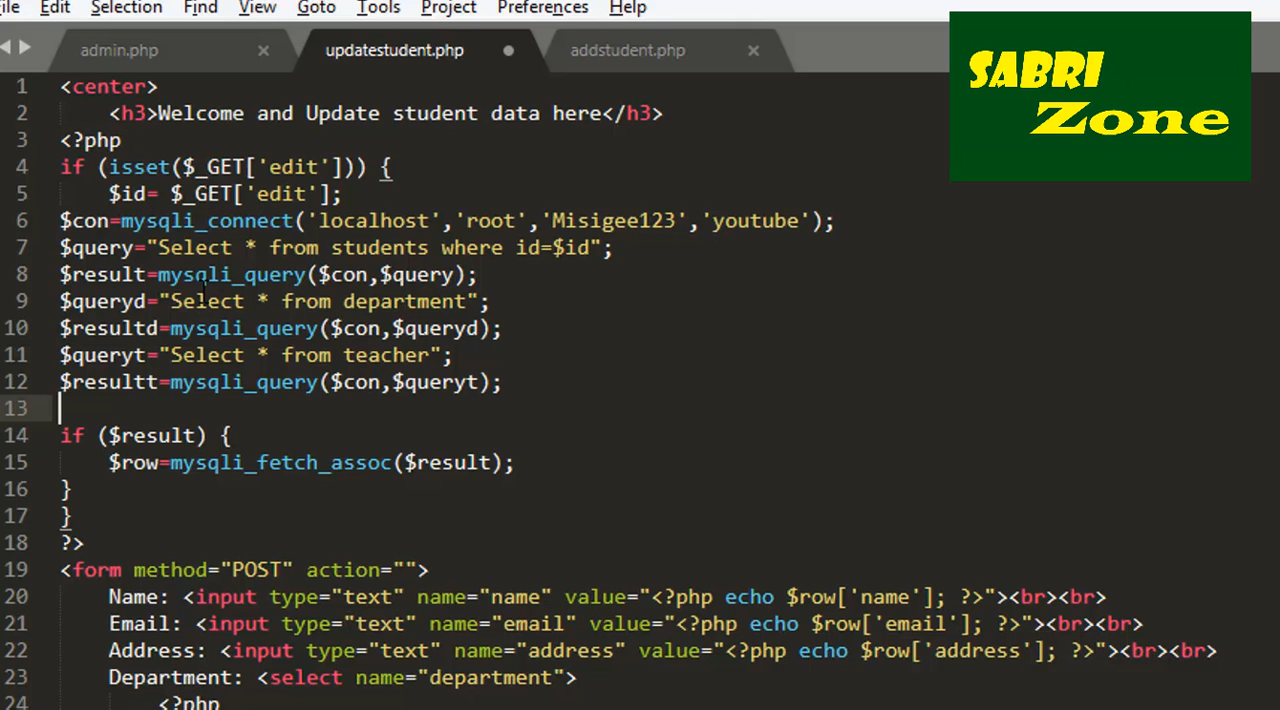 ile Edit Selection Find View Goto Tools Project Preferences Help
admin.php updatestudent.php addstudent.php
SABRI
Zone
1 <center>
2 <h3>Welcome and Update student data here</h3>
3 <?php
4 if (isset($_GET['edit'])) {
5 $id= $_GET['edit'];
6 $con=mysqli_connect('localhost','root','Misigee123','youtube');
7 $query="Select * from students where id=$id";
8 $result=mysqli_query($con,$query);
9 $queryd="Select * from department";
10 $resultd=mysqli_query($con,$queryd);
11 $queryt="Select * from teacher";
12 $resultt=mysqli_query($con,$queryt);
13
14 if ($result) {
15 $row=mysqli_fetch_assoc($result);
16 }
17 }
18 ?>
19 <form method="POST" action="">
20 Name: <input type="text" name="name" value="<?php echo $row['name']; ?>"><br><br>
21 Email: <input type="text" name="email" value="<?php echo $row['email']; ?>"><br><br>
22 Address: <input type="text" name="address" value="<?php echo $row['address']; ?>"><br><br>
23 Department: <select name="department">
24 <?php